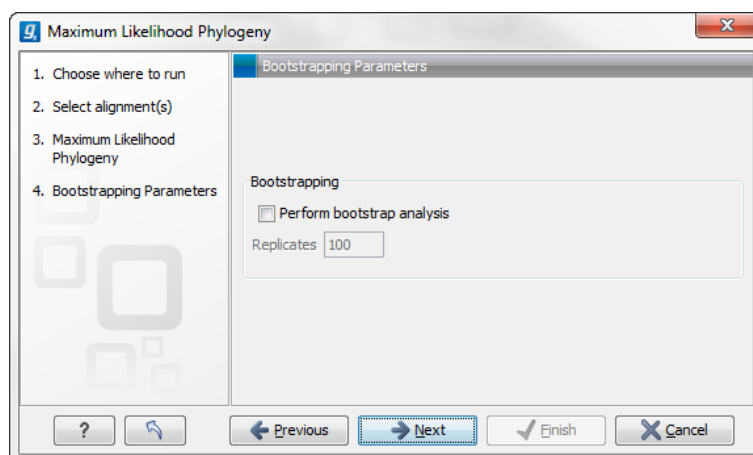 Maximum Likelihood Phylogeny
1. Choose where to run
2. Select alignment(s)
3. Maximum Likelihood
Phylogeny
4. Bootstrapping Parameters
Bootstrapping Parameters
Bootstrapping
Perform bootstrap analysis
Replicates 100
? Previous Next Finish Cancel